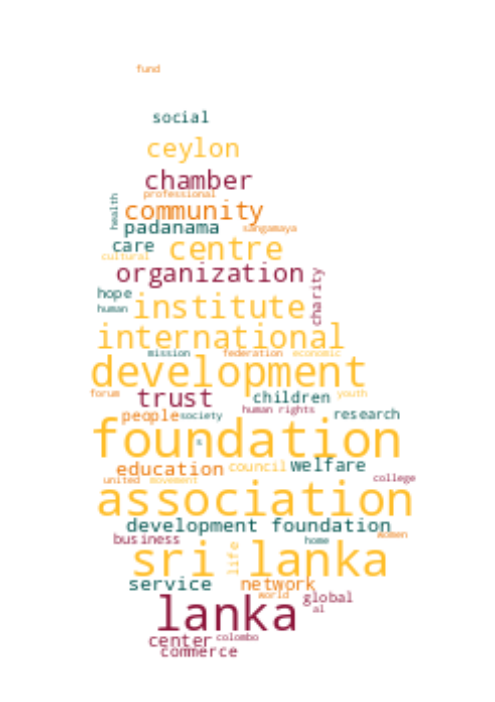 fund
social
ceylon
chamber
professional
health
community
padanama
sangamaya
care
centre
cultural
organization
charity
hope
human
institute
international
mission
federation
economic
development
forum
trust
children
youth
human rights
people
society
research
foundation
s
education
council
welfare
united
movement
college
association
development foundation
business
home
women
sri lanka
life
service
network
world
global
al
lanka
center
colombo
commerce